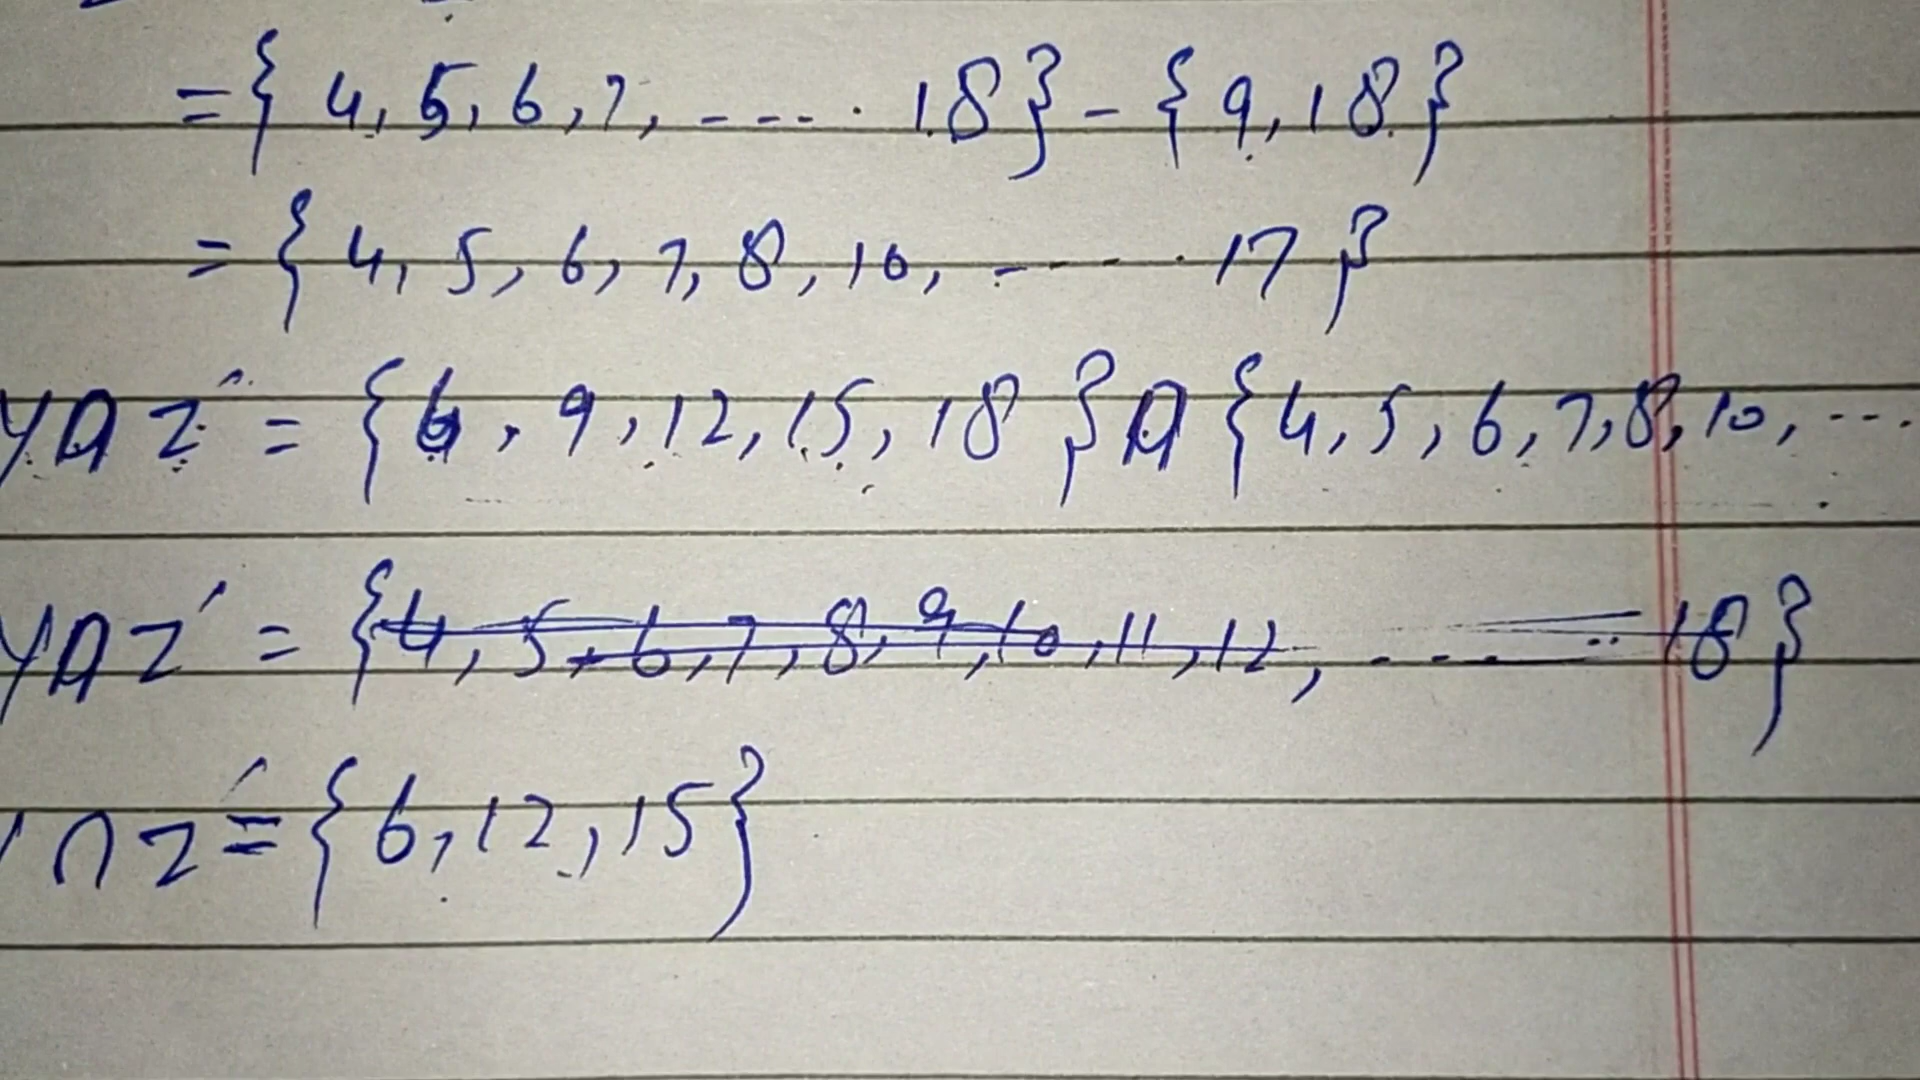 ={ 4, 5, 6, 7, ---- . 18} - {9, 18}
= { 4, 5, 6, 7, 8, 10, ----- . 17 }
Y∩Z' = {6, 9, 12, 15, 18 } ∩ {4, 5, 6, 7, 8, 10, ---
Y∩Z' = {4, 5, 6, 7, 8, 9, 10, 11, 12, ------ 18}
Y∩Z' = {6, 12, 15}